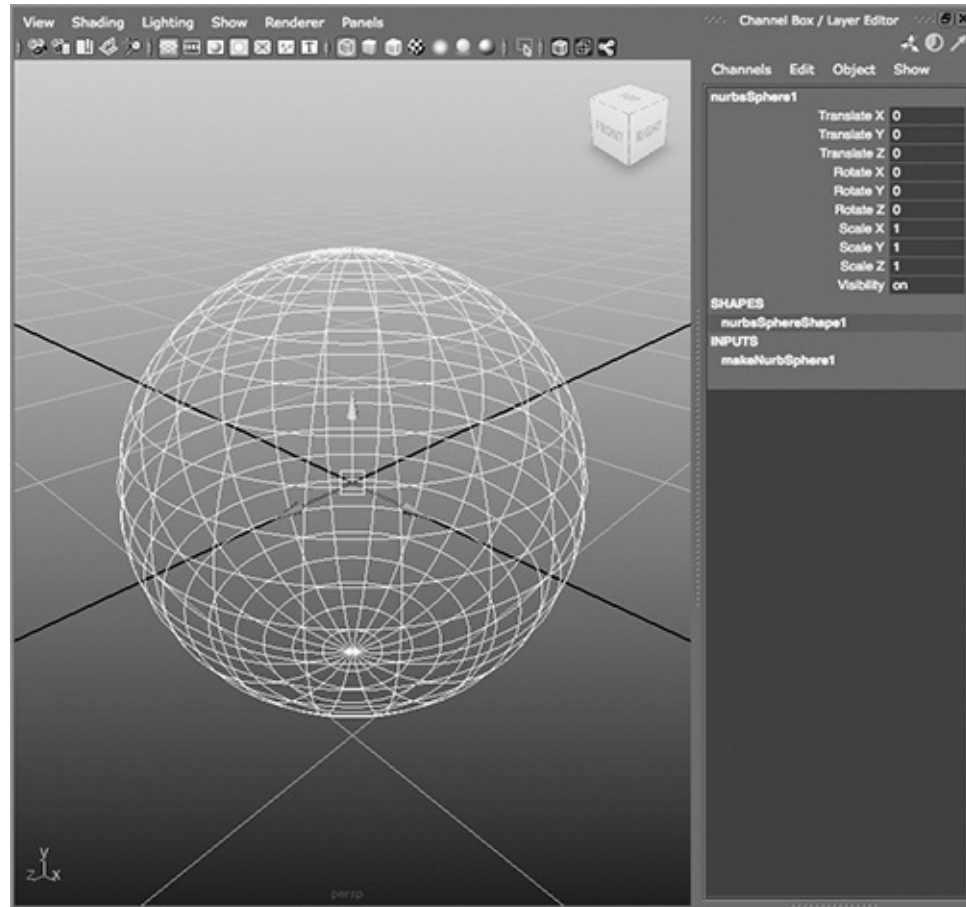 View Shading Lighting Show Renderer Panels
Channel Box / Layer Editor
Channels Edit Object Show
nurbsSphere1
Translate X 0
Translate Y 0
Translate Z 0
Rotate X 0
Rotate Y 0
Rotate Z 0
Scale X 1
Scale Y 1
Scale Z 1
Visibility on
SHAPES
nurbsSphereShape1
INPUTS
makeNurbSphere1
TOP
FRONT RIGHT
y
z x
persp